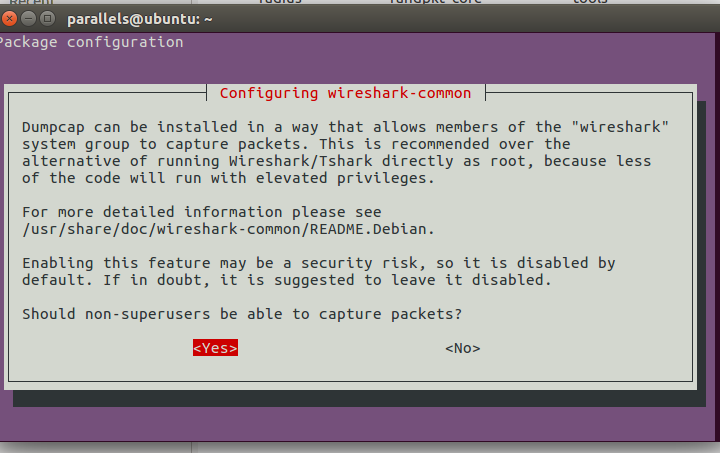 parallels@ubuntu: ~
Package configuration
Configuring wireshark-common
Dumpcap can be installed in a way that allows members of the "wireshark"
system group to capture packets. This is recommended over the
alternative of running Wireshark/Tshark directly as root, because less
of the code will run with elevated privileges.
For more detailed information please see
/usr/share/doc/wireshark-common/README.Debian.
Enabling this feature may be a security risk, so it is disabled by
default. If in doubt, it is suggested to leave it disabled.
Should non-superusers be able to capture packets?
<Yes> <No>